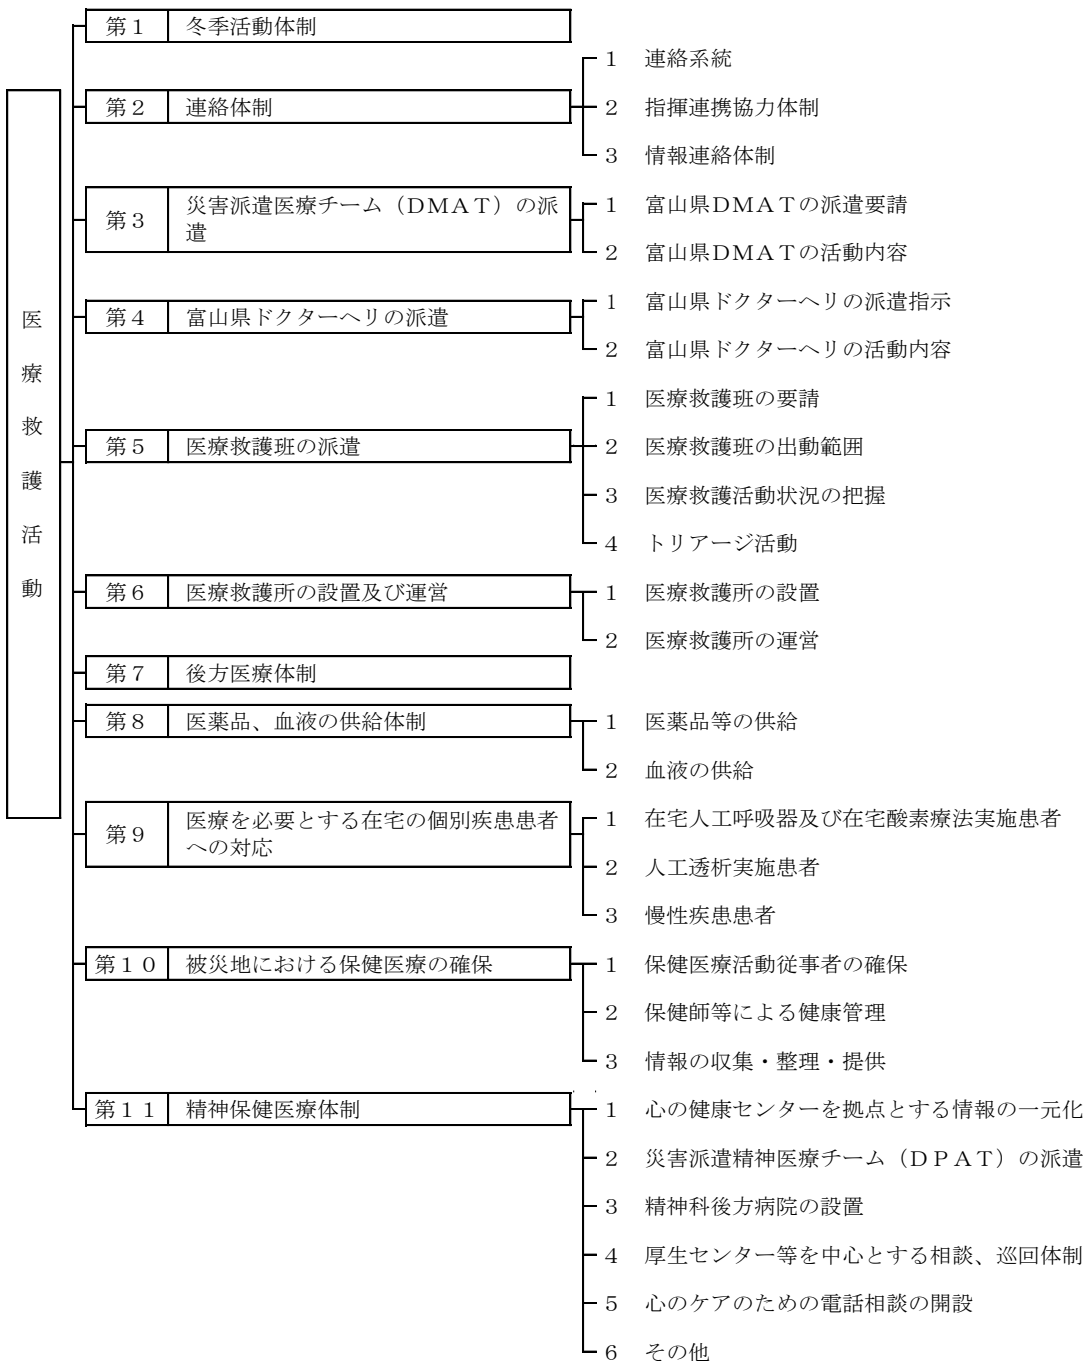 医療救護活動
第１ 冬季活動体制
第２ 連絡体制
１ 連絡系統
２ 指揮連携協力体制
３ 情報連絡体制
第３ 災害派遣医療チーム（ＤＭＡＴ）の派
遣
１ 富山県ＤＭＡＴの派遣要請
２ 富山県ＤＭＡＴの活動内容
第４ 富山県ドクターヘリの派遣
１ 富山県ドクターヘリの派遣指示
２ 富山県ドクターヘリの活動内容
第５ 医療救護班の派遣
１ 医療救護班の要請
２ 医療救護班の出動範囲
３ 医療救護活動状況の把握
４ トリアージ活動
第６ 医療救護所の設置及び運営
１ 医療救護所の設置
２ 医療救護所の運営
第７ 後方医療体制
第８ 医薬品、血液の供給体制
１ 医薬品等の供給
２ 血液の供給
第９ 医療を必要とする在宅の個別疾患患者
への対応
１ 在宅人工呼吸器及び在宅酸素療法実施患者
２ 人工透析実施患者
３ 慢性疾患患者
第１０ 被災地における保健医療の確保
１ 保健医療活動従事者の確保
２ 保健師等による健康管理
３ 情報の収集・整理・提供
第１１ 精神保健医療体制
１ 心の健康センターを拠点とする情報の一元化
２ 災害派遣精神医療チーム（ＤＰＡＴ）の派遣
３ 精神科後方病院の設置
４ 厚生センター等を中心とする相談、巡回体制
５ 心のケアのための電話相談の開設
６ その他